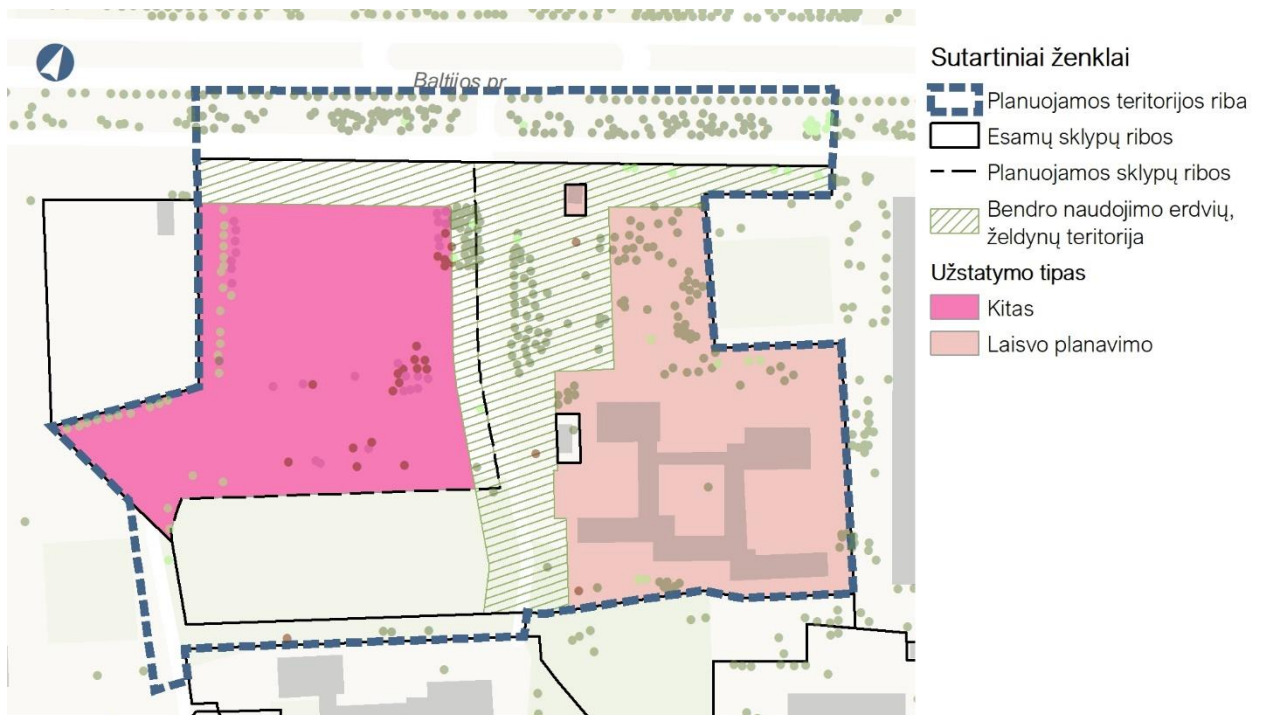 Baltijos pr.
Sutartiniai ženklai
Planuojamos teritorijos riba
Esamų sklypų ribos
Planuojamos sklypų ribos
Bendro naudojimo erdvių,
želdynų teritorija
Užstatymo tipas
Kitas
Laisvo planavimo